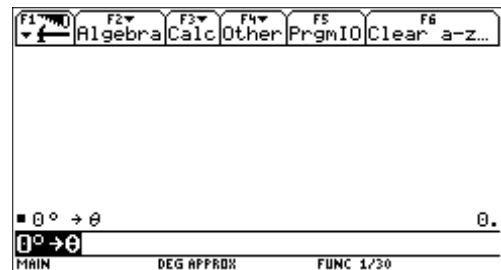 F1 F2 F3 F4 F5 F6
Algebra Calc Other PrgmIO Clear a-z…
▪0° → θ 0.
0°→θ
MAIN DEG APPROX FUNC 1/30